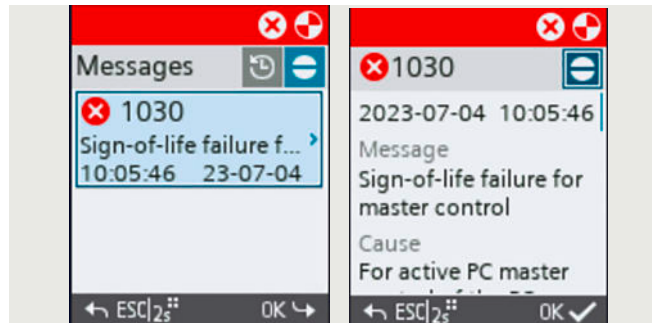 Messages
1030
Sign-of-life failure f...
10:05:46 23-07-04
ESC|2s
OK
1030
2023-07-04 10:05:46
Message
Sign-of-life failure for
master control
Cause
For active PC master
ESC|2s
OK